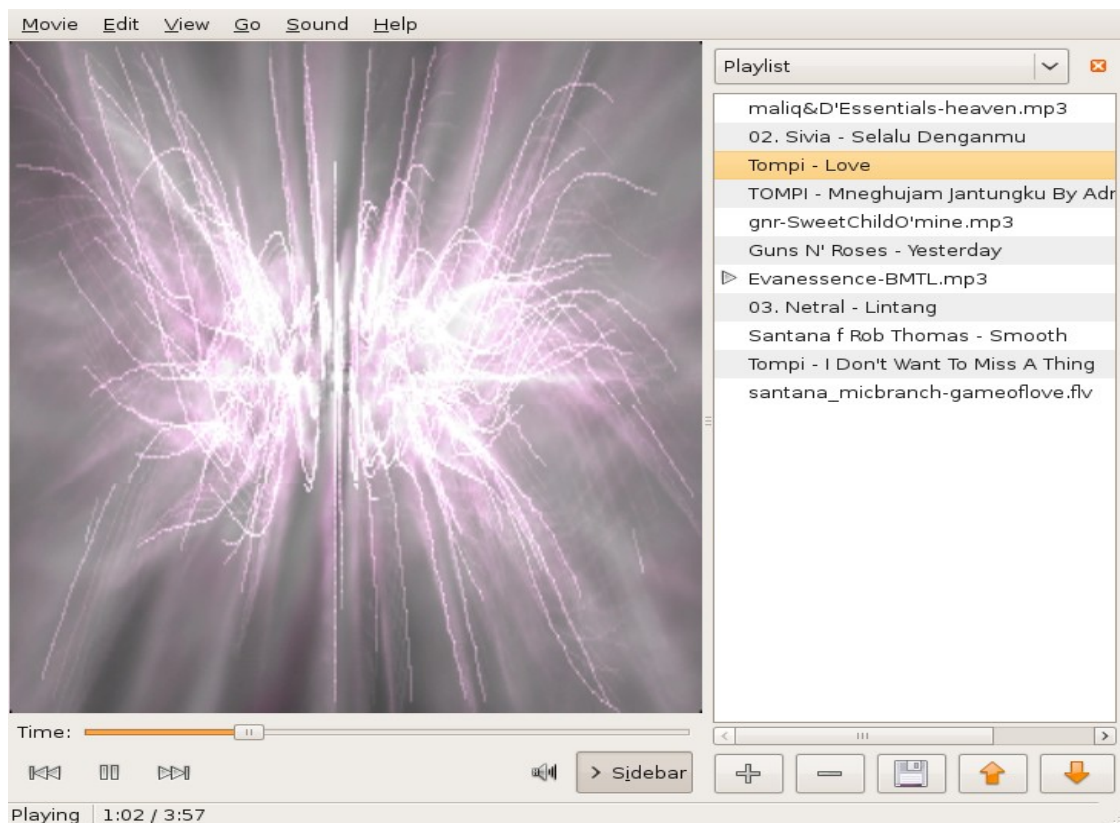 Movie Edit View Go Sound Help
Playlist
maliq&D'Essentials-heaven.mp3
02. Sivia - Selalu Denganmu
Tompi - Love
TOMPI - Mneghujam Jantungku By Adr
gnr-SweetChildO'mine.mp3
Guns N' Roses - Yesterday
Evanessence-BMTL.mp3
03. Netral - Lintang
Santana f Rob Thomas - Smooth
Tompi - I Don't Want To Miss A Thing
santana_micbranch-gameoflove.flv
Time:
> Sidebar
Playing 1:02 / 3:57